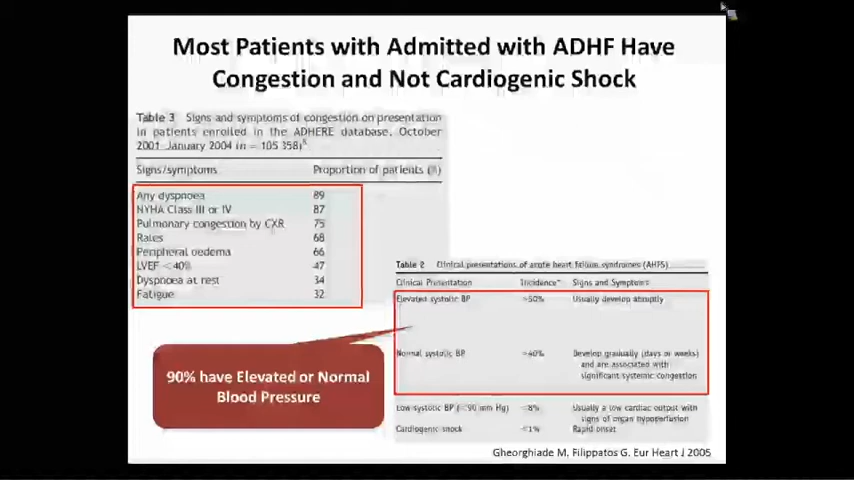 Most Patients with Admitted with ADHF Have
Congestion and Not Cardiogenic Shock
Table 3 Signs and symptoms of congestion on presentation
in patients enrolled in the ADHERE database, October
2001 January 2004 (n = 105 358)
Signs/symptoms Proportion of patients (%)
Any dyspnoea 89
NYHA Class III or IV 87
Pulmonary congestion by CXR 75
Rales 68
Peripheral oedema 66
LVEF <40% 47
Dyspnoea at rest 34
Fatigue 32
Table 2 Clinical presentations of acute heart failure syndromes (AHFS)
Clinical Presentation Incidence Signs and Symptoms
Elevated systolic BP >50% Usually develop abruptly
Normal systolic BP >40% Develop gradually (days or weeks)
and are associated with
significant systemic congestion
Low systolic BP (<90 mm Hg) <8% Usually a low cardiac output with
signs of organ hypoperfusion
Cardiogenic shock <1% Rapid onset
90% have Elevated or Normal
Blood Pressure
Gheorghiade M, Filippatos G. Eur Heart J 2005